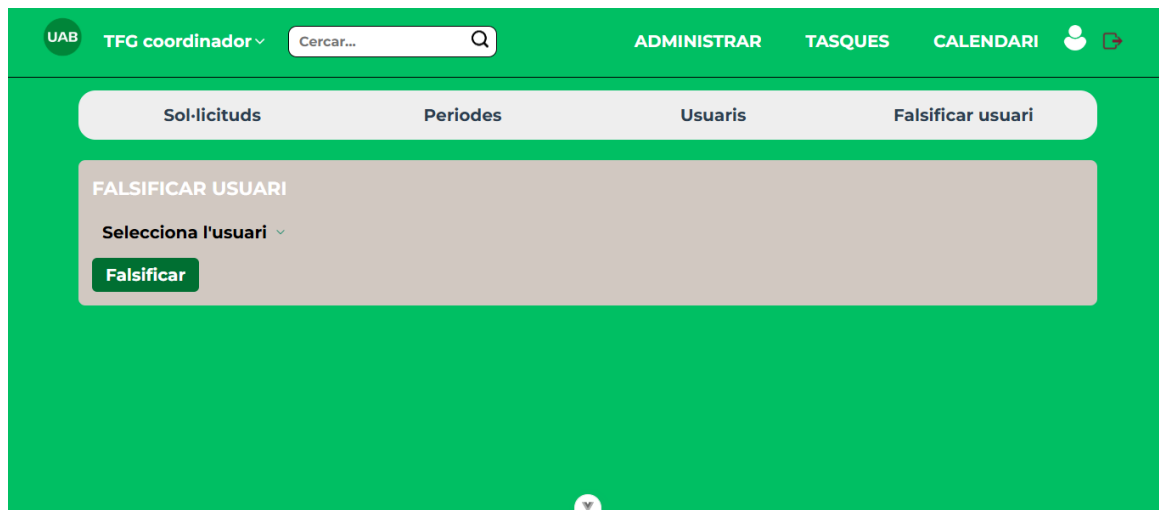 UAB TFG coordinador Cercar... ADMINISTRAR TASQUES CALENDARI
Sol·licituds Periodes Usuaris Falsificar usuari
FALSIFICAR USUARI
Selecciona l'usuari
Falsificar